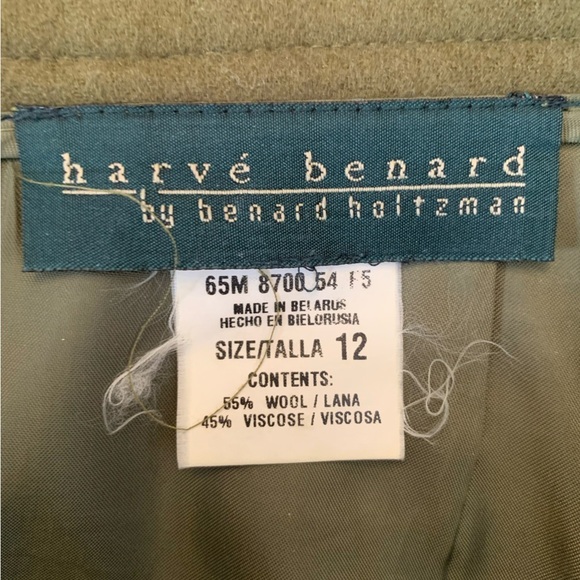 harvé benard
by benard holtzman
65M 8700 54 F5
MADE IN BELARUS
HECHO EN BIELORUSIA
SIZE/TALLA 12
CONTENTS:
55% WOOL / LANA
45% VISCOSE / VISCOSA